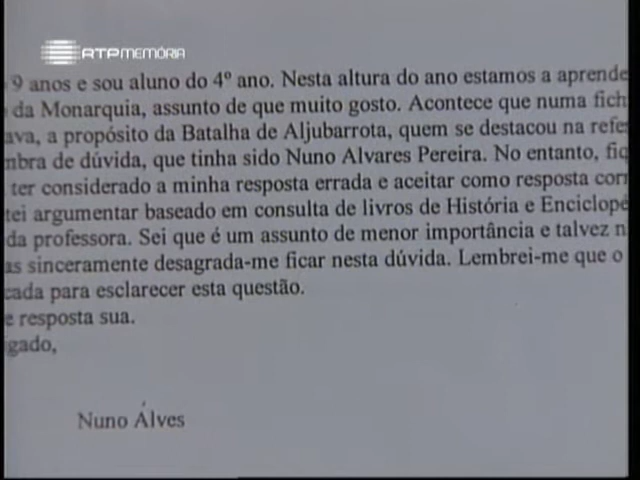 RTP MEMÓRIA
9 anos e sou aluno do 4º ano. Nesta altura do ano estamos a aprende
da Monarquia, assunto de que muito gosto. Acontece que numa fich
ava, a propósito da Batalha de Aljubarrota, quem se destacou na refer
mbra de dúvida, que tinha sido Nuno Alvares Pereira. No entanto, fiq
ter considerado a minha resposta errada e aceitar como resposta corr
tei argumentar baseado em consulta de livros de História e Enciclopé
da professora. Sei que é um assunto de menor importância e talvez n
as sinceramente desagrada-me ficar nesta dúvida. Lembrei-me que o
cada para esclarecer esta questão.
e resposta sua.
igado,
Nuno Álves